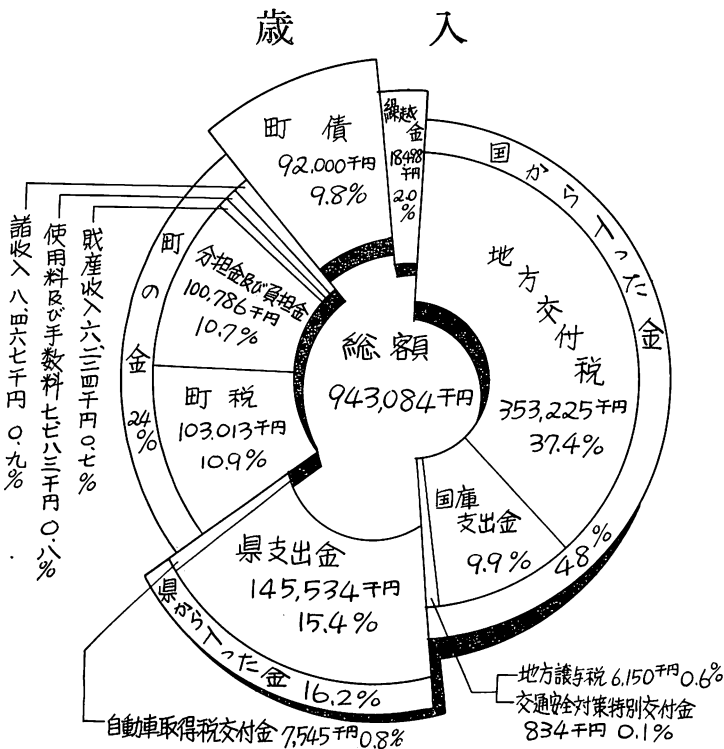 歳入
町債
92,000千円
9.8%
繰越金
18,498千円
2.0%
国から入った金
48%
地方交付税
353,225千円
37.4%
国庫
支出金
9.9%
総額
943,084千円
町の金
24%
分担金及び負担金
100,786千円
10.7%
町税
103,013千円
10.9%
財産収入六、二三四千円〇.七%
使用料及び手数料七、七八三千円〇.八%
諸収入八、四六七千円〇.九%
県支出金
145,534千円
15.4%
県から入った金 16.2%
自動車取得税交付金 7,545千円0.8%
地方譲与税 6,150千円0.6%
交通安全対策特別交付金
834千円 0.1%